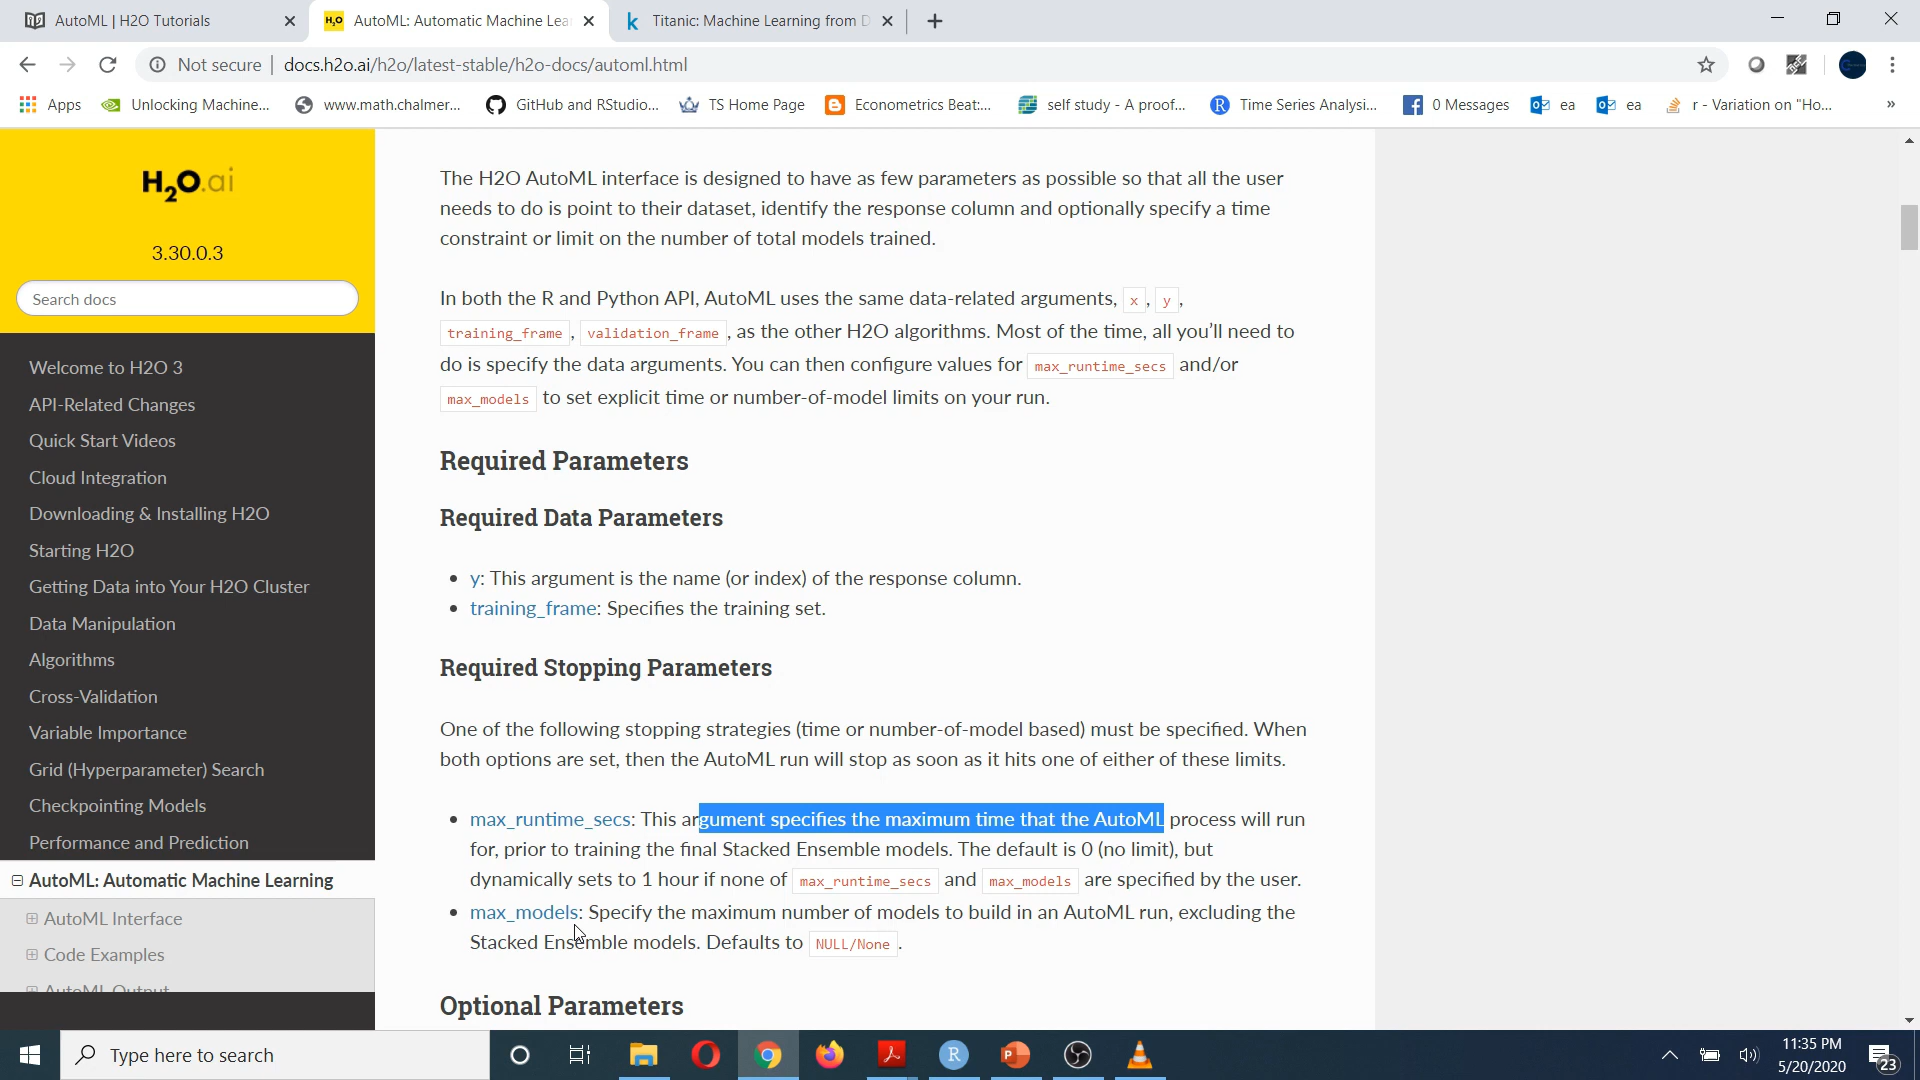 AutoML | H2O Tutorials
AutoML: Automatic Machine Lea
Titanic: Machine Learning from D
Not secure
docs.h2o.ai/h2o/latest-stable/h2o-docs/automl.html
Apps
Unlocking Machine...
www.math.chalmer...
GitHub and RStudio...
TS Home Page
Econometrics Beat:...
self study - A proof...
Time Series Analysi...
0 Messages
ea
ea
r - Variation on "Ho...
»
H2O.ai
3.30.0.3
Search docs
Welcome to H2O 3
API-Related Changes
Quick Start Videos
Cloud Integration
Downloading & Installing H2O
Starting H2O
Getting Data into Your H2O Cluster
Data Manipulation
Algorithms
Cross-Validation
Variable Importance
Grid (Hyperparameter) Search
Checkpointing Models
Performance and Prediction
AutoML: Automatic Machine Learning
AutoML Interface
Code Examples
AutoML Output
The H2O AutoML interface is designed to have as few parameters as possible so that all the user
needs to do is point to their dataset, identify the response column and optionally specify a time
constraint or limit on the number of total models trained.
In both the R and Python API, AutoML uses the same data-related arguments, x, y,
training_frame, validation_frame, as the other H2O algorithms. Most of the time, all you’ll need to
do is specify the data arguments. You can then configure values for max_runtime_secs and/or
max_models to set explicit time or number-of-model limits on your run.
Required Parameters
Required Data Parameters
• y: This argument is the name (or index) of the response column.
• training_frame: Specifies the training set.
Required Stopping Parameters
One of the following stopping strategies (time or number-of-model based) must be specified. When
both options are set, then the AutoML run will stop as soon as it hits one of either of these limits.
• max_runtime_secs: This argument specifies the maximum time that the AutoML process will run
for, prior to training the final Stacked Ensemble models. The default is 0 (no limit), but
dynamically sets to 1 hour if none of max_runtime_secs and max_models are specified by the user.
• max_models: Specify the maximum number of models to build in an AutoML run, excluding the
Stacked Ensemble models. Defaults to NULL/None.
Optional Parameters
Type here to search
11:35 PM
5/20/2020
23